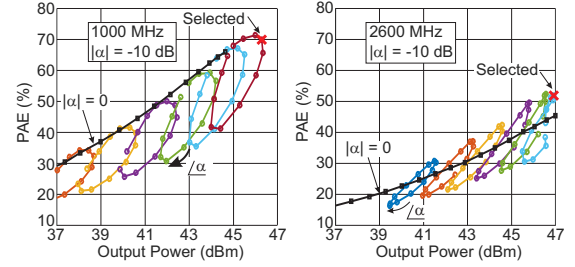 80
70
60
50
40
30
20
10
PAE (%)
1000 MHz
|α| = -10 dB
Selected
|α| = 0
∠α
37 39 41 43 45 47
Output Power (dBm)
80
70
60
50
40
30
20
10
PAE (%)
2600 MHz
|α| = -10 dB
Selected
|α| = 0
∠α
37 39 41 43 45 47
Output Power (dBm)